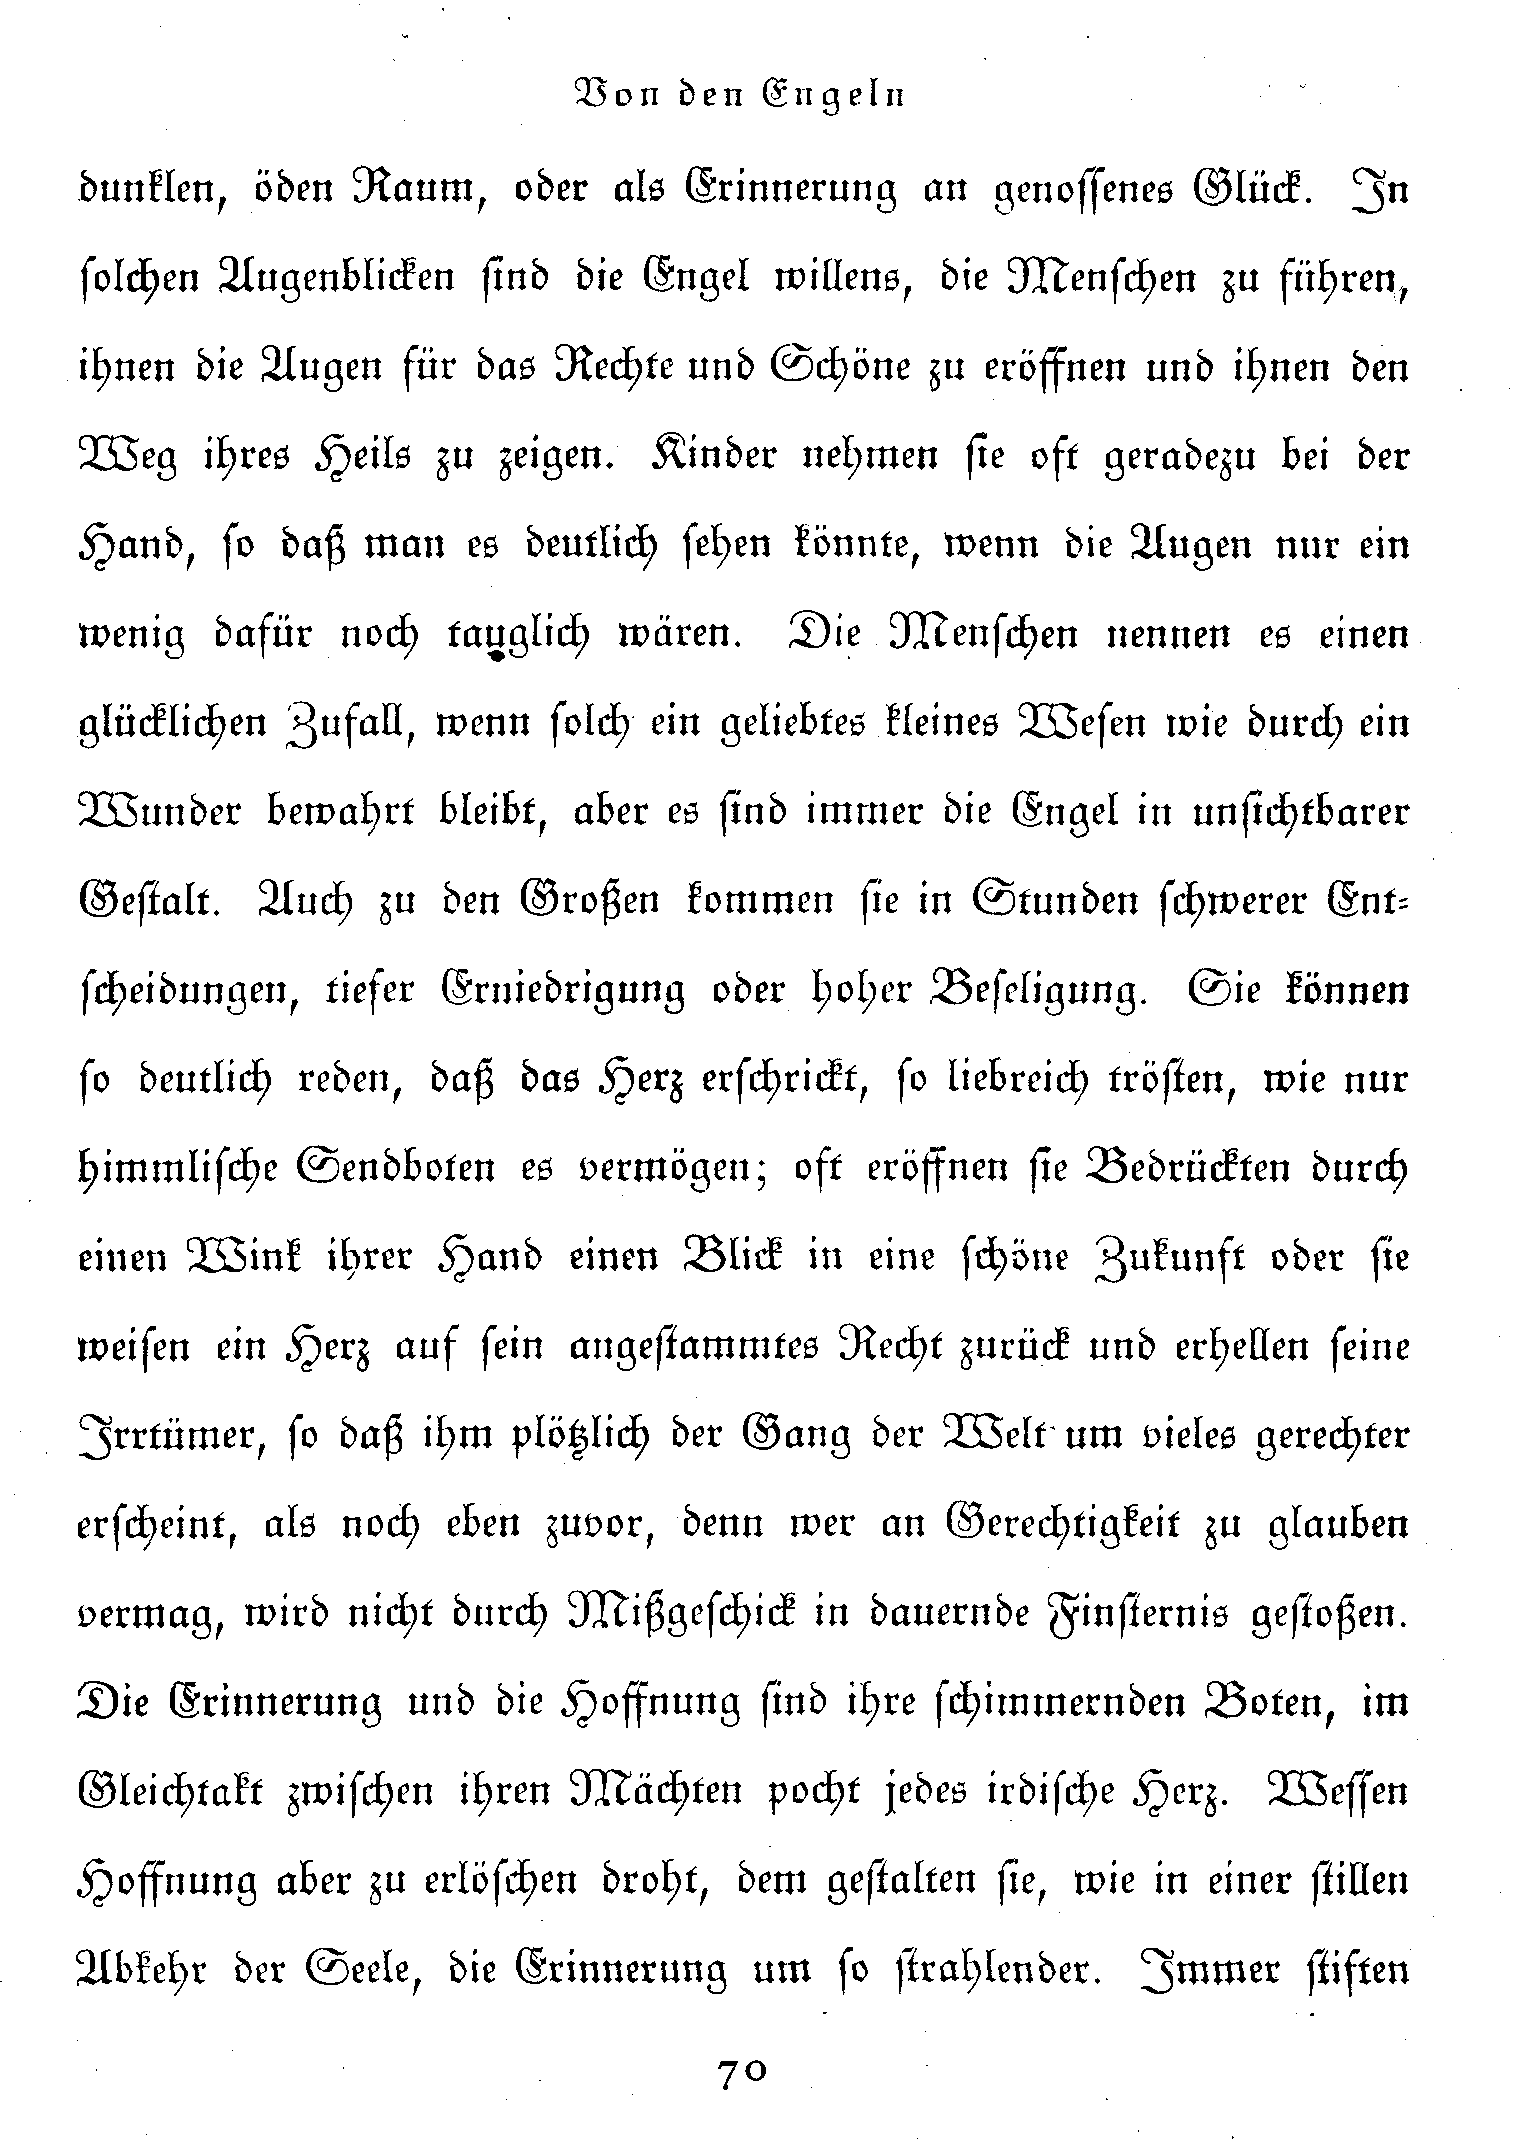 Von den Engeln
dunklen, öden Raum, oder als Erinnerung an genossenes Glück. In
solchen Augenblicken sind die Engel willens, die Menschen zu führen,
ihnen die Augen für das Rechte und Schöne zu eröffnen und ihnen den
Weg ihres Heils zu zeigen. Kinder nehmen sie oft geradezu bei der
Hand, so daß man es deutlich sehen könnte, wenn die Augen nur ein
wenig dafür noch tauglich wären. Die Menschen nennen es einen
glücklichen Zufall, wenn solch ein geliebtes kleines Wesen wie durch ein
Wunder bewahrt bleibt, aber es sind immer die Engel in unsichtbarer
Gestalt. Auch zu den Großen kommen sie in Stunden schwerer Ent-
scheidungen, tiefer Erniedrigung oder hoher Beseligung. Sie können
so deutlich reden, daß das Herz erschrickt, so liebreich trösten, wie nur
himmlische Sendboten es vermögen; oft eröffnen sie Bedrückten durch
einen Wink ihrer Hand einen Blick in eine schöne Zukunft oder sie
weisen ein Herz auf sein angestammtes Recht zurück und erhellen seine
Irrtümer, so daß ihm plötzlich der Gang der Welt um vieles gerechter
erscheint, als noch eben zuvor, denn wer an Gerechtigkeit zu glauben
vermag, wird nicht durch Mißgeschick in dauernde Finsternis gestoßen.
Die Erinnerung und die Hoffnung sind ihre schimmernden Boten, im
Gleichtakt zwischen ihren Mächten pocht jedes irdische Herz. Wessen
Hoffnung aber zu erlöschen droht, dem gestalten sie, wie in einer stillen
Abkehr der Seele, die Erinnerung um so strahlender. Immer stiften
70